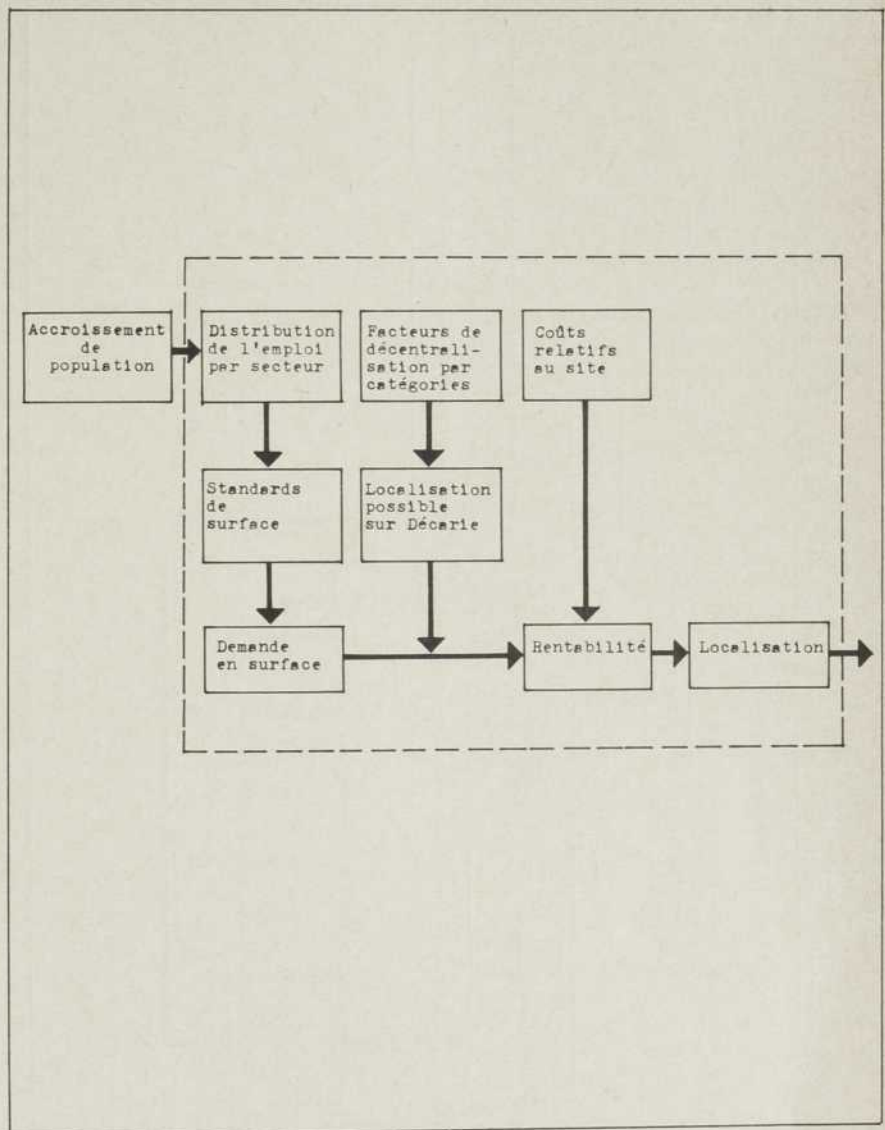 Accroissement
de
population
Distribution
de l'emploi
par secteur
Facteurs de
décentrali-
sation par
catégories
Coûts
relatifs
au site
Standards
de
surface
Localisation
possible
sur Décarie
Demande
en surface
Rentabilité
Localisation